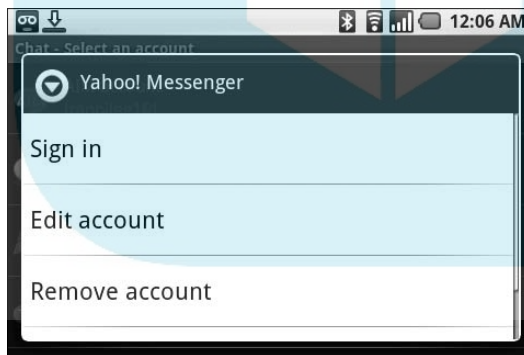 12:06 AM
Chat - Select an account
Yahoo! Messenger
Sign in
Edit account
Remove account